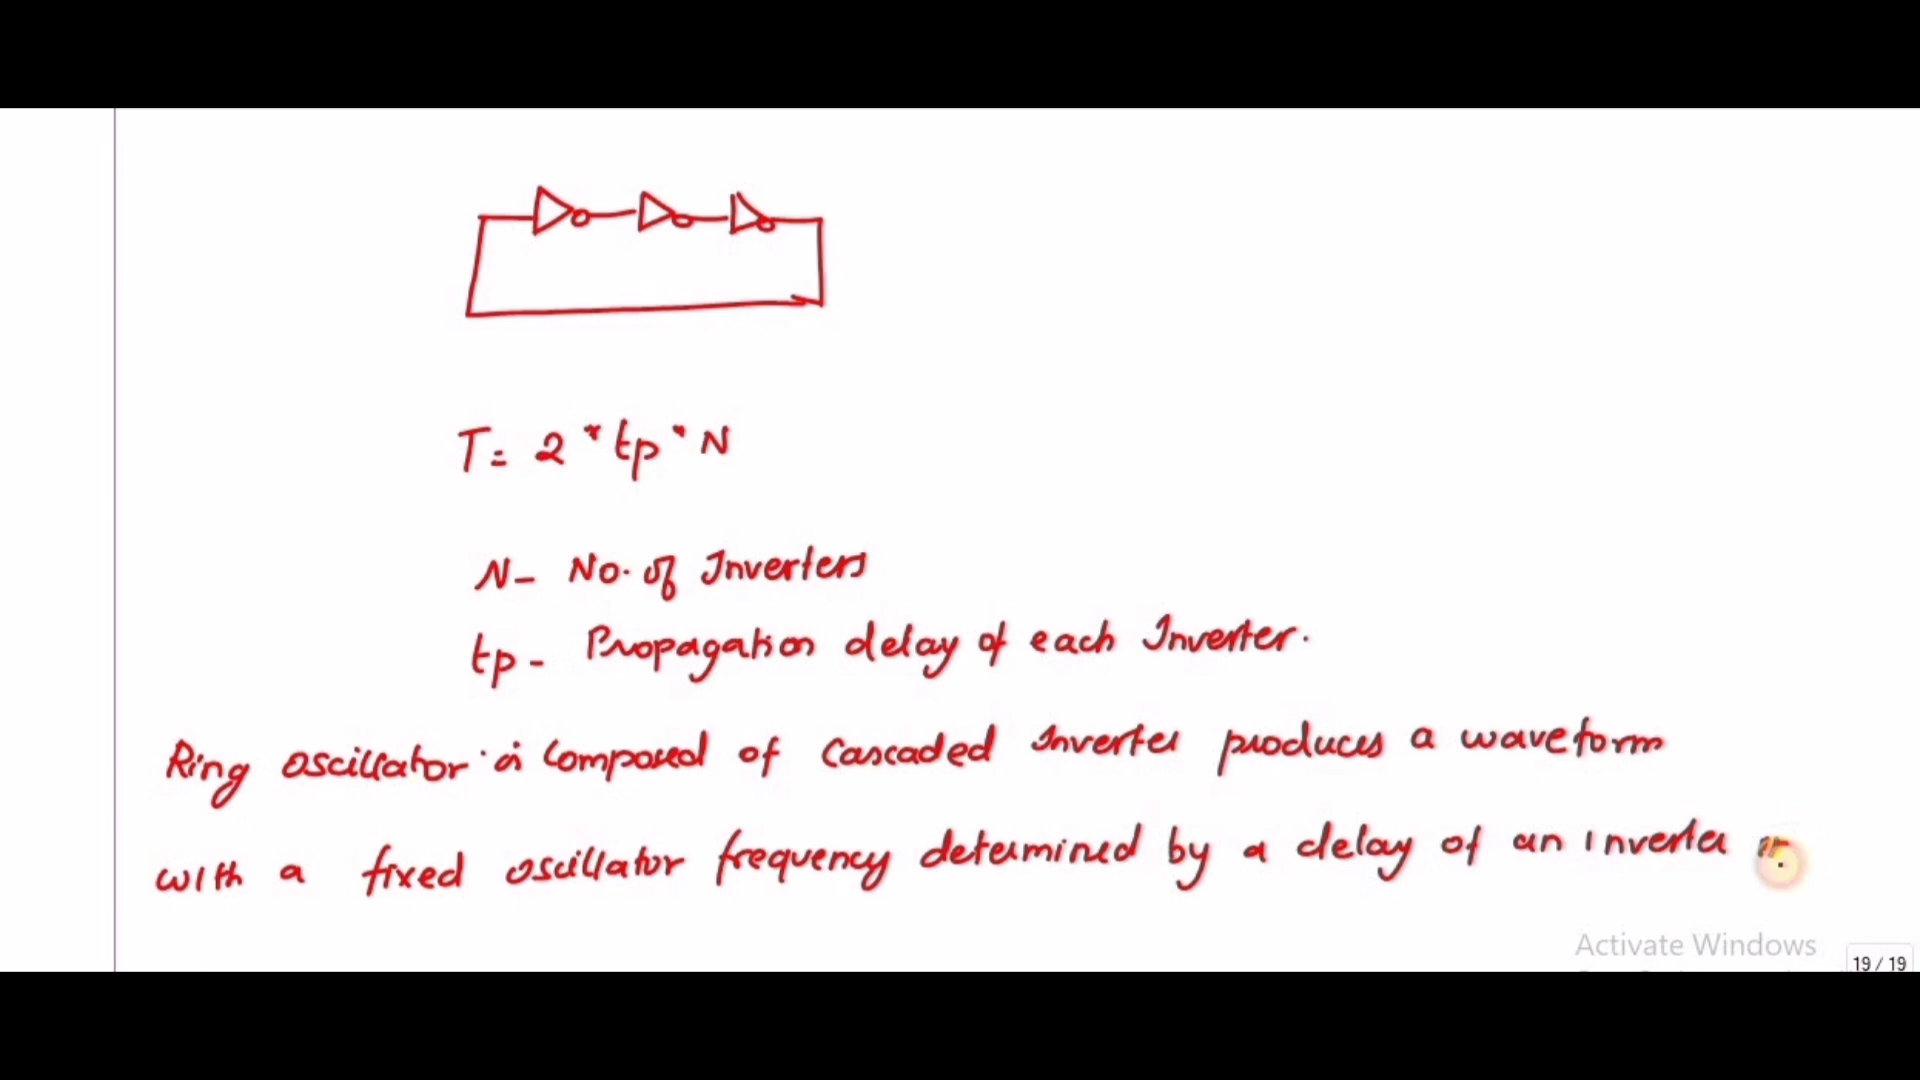 T= 2 * tp * N
N- No. of Inverters
tp- Propagation delay of each Inverter.
Ring oscillator is composed of cascaded Inverter produces a waveform
with a fixed oscillator frequency determined by a delay of an inverter
Activate Windows
19 / 19